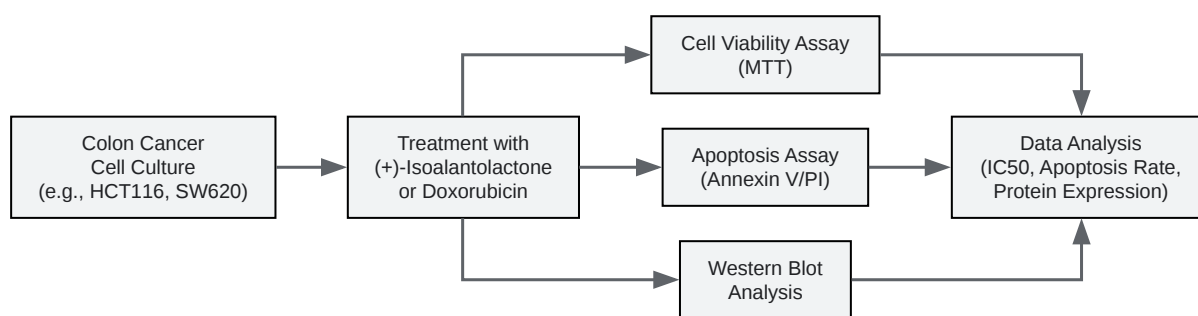 Colon Cancer
Cell Culture
(e.g., HCT116, SW620)
Treatment with
(+)-Isoalantolactone
or Doxorubicin
Cell Viability Assay
(MTT)
Apoptosis Assay
(Annexin V/PI)
Western Blot
Analysis
Data Analysis
(IC50, Apoptosis Rate,
Protein Expression)